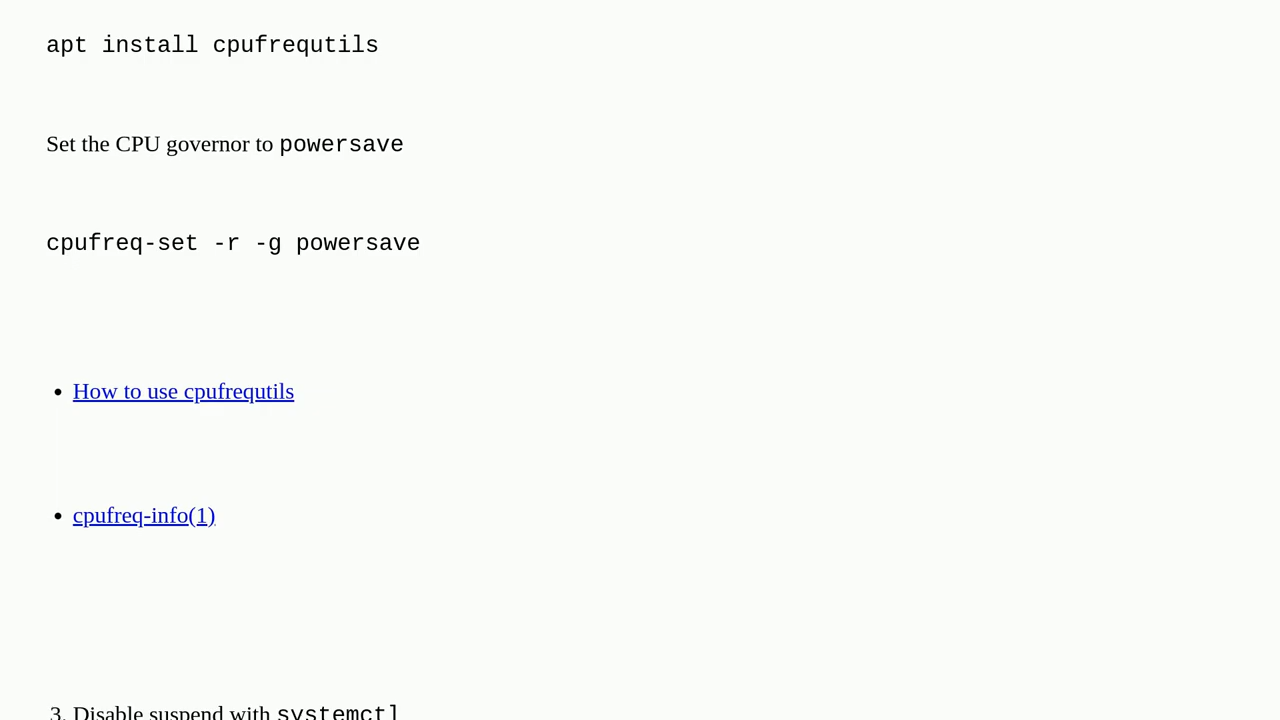 apt install cpufrequtils
Set the CPU governor to powersave
cpufreq-set -r -g powersave
• How to use cpufrequtils
• cpufreq-info(1)
3. Disable suspend with systemctl